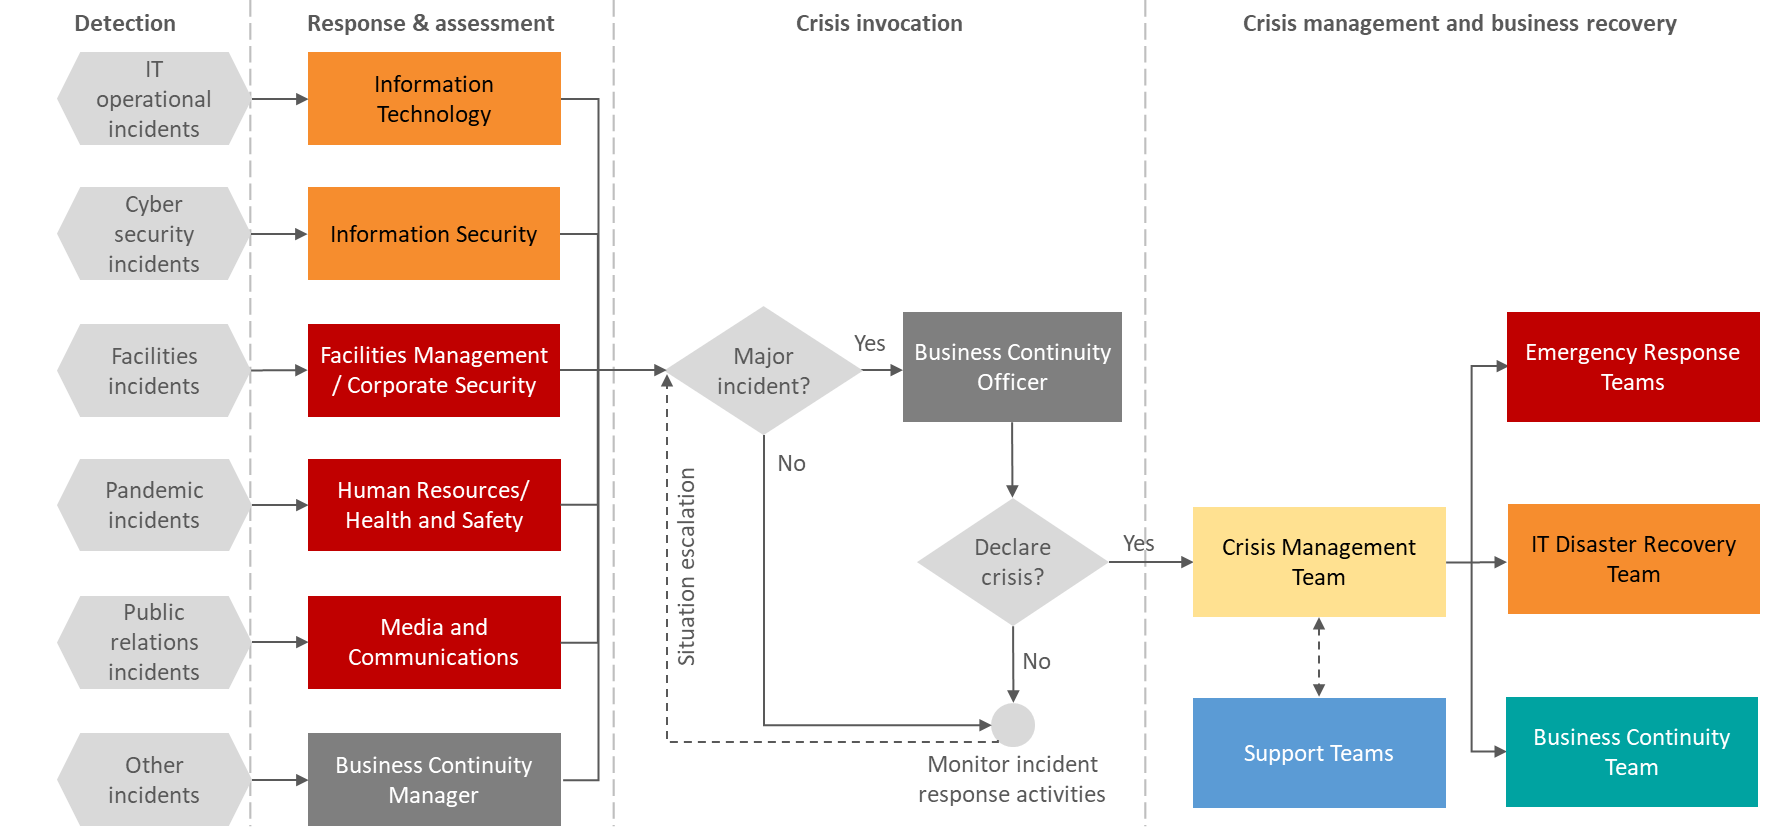 Detection
Response & assessment
Crisis invocation
Crisis management and business recovery
IT
operational
incidents
Information
Technology
Cyber
security
incidents
Information Security
Facilities
incidents
Facilities Management
/ Corporate Security
Major
incident?
Yes
Business Continuity
Officer
Emergency Response
Teams
No
Pandemic
incidents
Human Resources/
Health and Safety
Situation escalation
Declare
crisis?
Yes
Crisis Management
Team
IT Disaster Recovery
Team
Public
relations
incidents
Media and
Communications
No
Other
incidents
Business Continuity
Manager
Monitor incident
response activities
Support Teams
Business Continuity
Team